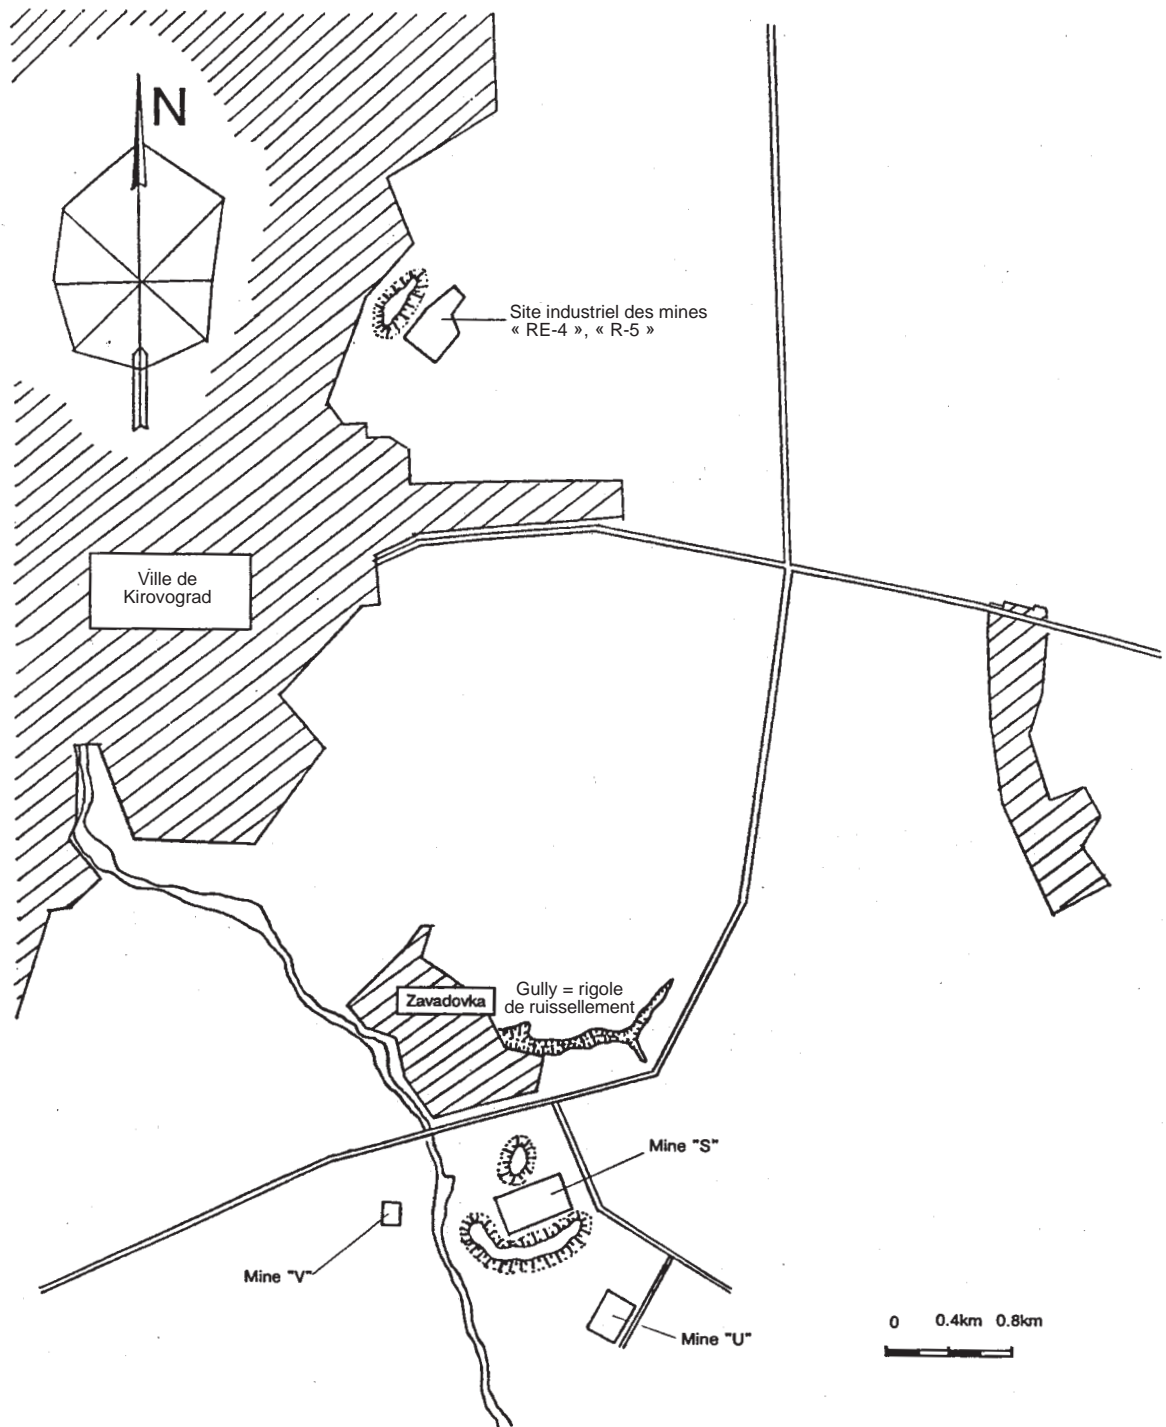 N
Site industriel des mines
« RE-4 », « R-5 »
Ville de
Kirovograd
Zavadovka
Gully = rigole
de ruissellement
Mine "S"
Mine "V"
Mine "U"
0 0.4km 0.8km